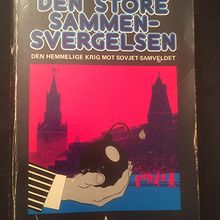 DEN STORE
SAMMEN-
SVERGELSEN
DEN HEMMELIGE KRIG MOT SOVJET-SAMVELDET